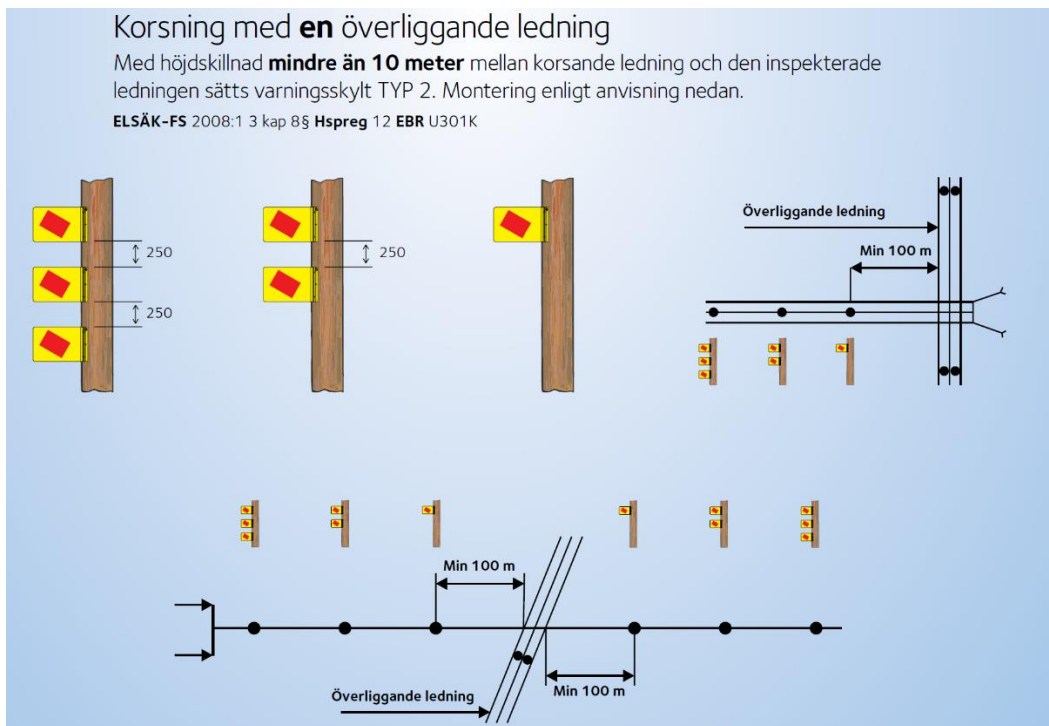 Korsning med en överliggande ledning
Med höjdskillnad mindre än 10 meter mellan korsande ledning och den inspekterade
ledningen sätts varningsskylt TYP 2. Montering enligt anvisning nedan.
ELSÄK-FS 2008:1 3 kap 8§ Hspreg 12 EBR U301K
250
250
250
Överliggande ledning
Min 100 m
Min 100 m
Min 100 m
Överliggande ledning